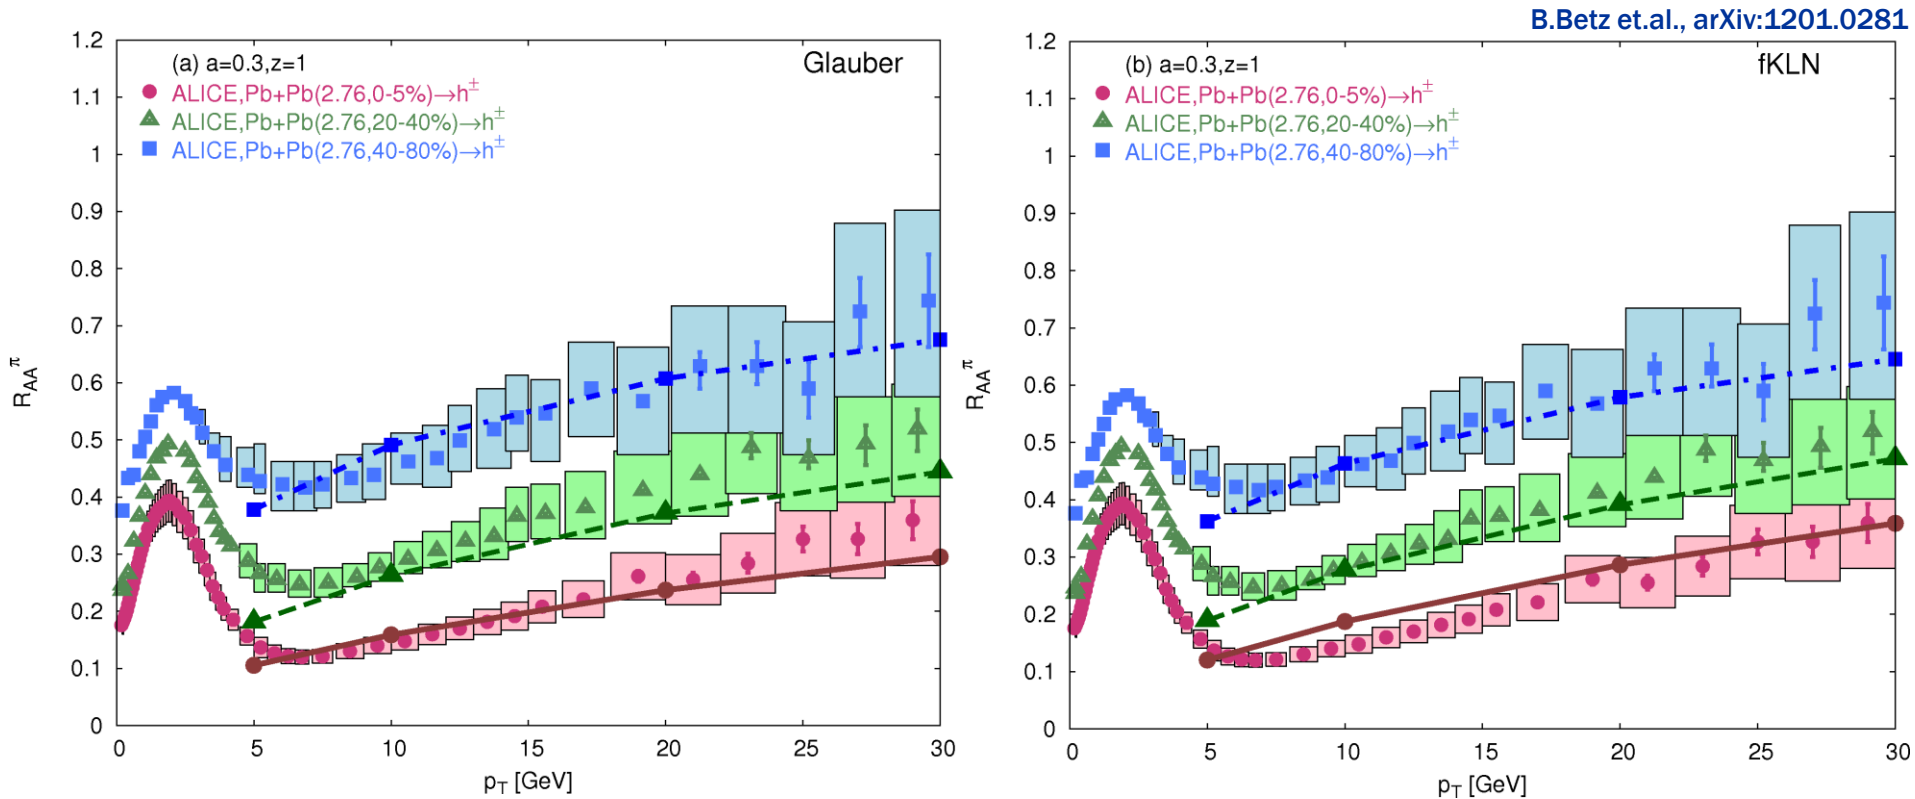 B.Betz et.al., arXiv:1201.0281
1.2
1.1
1
0.9
0.8
0.7
0.6
0.5
0.4
0.3
0.2
0.1
0
R_AA^π
(a) a=0.3,z=1
Glauber
ALICE,Pb+Pb(2.76,0-5%)→h^±
ALICE,Pb+Pb(2.76,20-40%)→h^±
ALICE,Pb+Pb(2.76,40-80%)→h^±
0 5 10 15 20 25 30
p_T [GeV]
1.2
1.1
1
0.9
0.8
0.7
0.6
0.5
0.4
0.3
0.2
0.1
0
R_AA^π
(b) a=0.3,z=1
fKLN
ALICE,Pb+Pb(2.76,0-5%)→h^±
ALICE,Pb+Pb(2.76,20-40%)→h^±
ALICE,Pb+Pb(2.76,40-80%)→h^±
0 5 10 15 20 25 30
p_T [GeV]